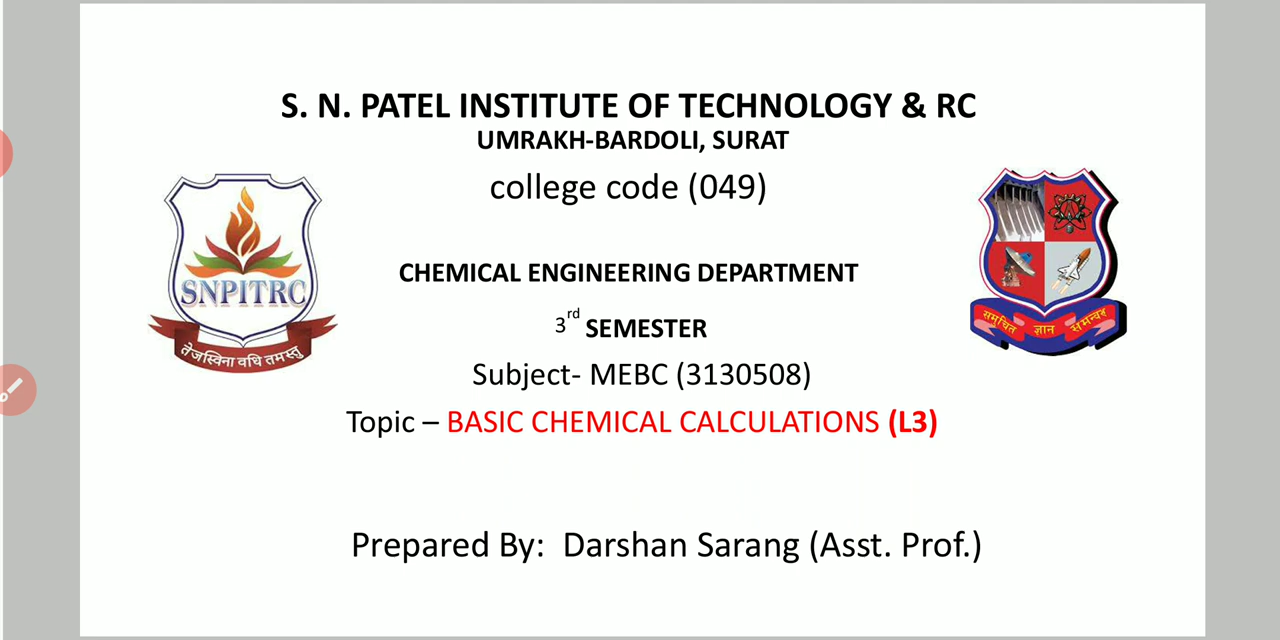 S. N. PATEL INSTITUTE OF TECHNOLOGY & RC
UMRAKH-BARDOLI, SURAT
college code (049)
SNPITRC
तेजस्विना वधि तमस्तु
समुचित ज्ञान समन्वय
CHEMICAL ENGINEERING DEPARTMENT
3rd SEMESTER
Subject- MEBC (3130508)
Topic – BASIC CHEMICAL CALCULATIONS (L3)
Prepared By: Darshan Sarang (Asst. Prof.)